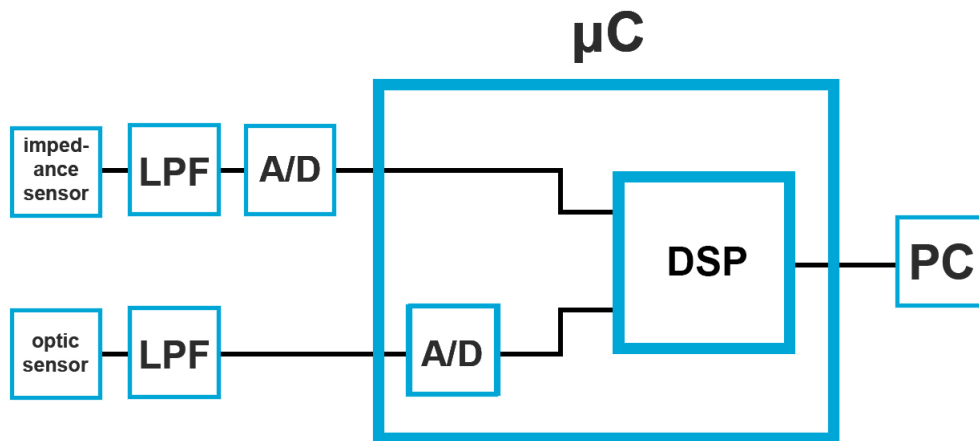 µC
imped-
ance
sensor
LPF
A/D
DSP
PC
optic
sensor
LPF
A/D